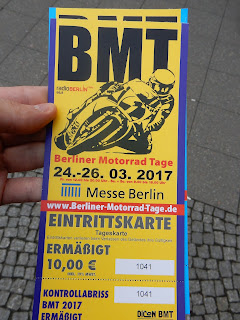 BMT
radioBERLIN
Berliner Motorrad Tage
24.-26. 03. 2017
Messe Berlin
www.Berliner-Motorrad-Tage.de
EINTRITTSKARTE
Tageskarte
ERMÄßIGT
10,00 €
1041
KONTROLLABRISS
BMT 2017
ERMÄßIGT
1041
DICON BMT